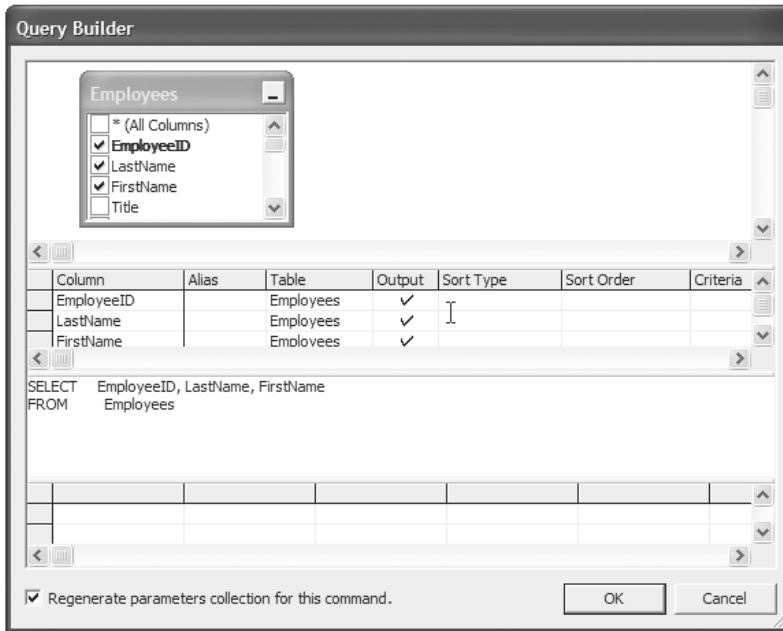 Query Builder
Employees
* (All Columns)
EmployeeID
LastName
FirstName
Title
Column Alias Table Output Sort Type Sort Order Criteria
EmployeeID Employees
LastName Employees
FirstName Employees
SELECT EmployeeID, LastName, FirstName
FROM Employees
Regenerate parameters collection for this command.
OK Cancel